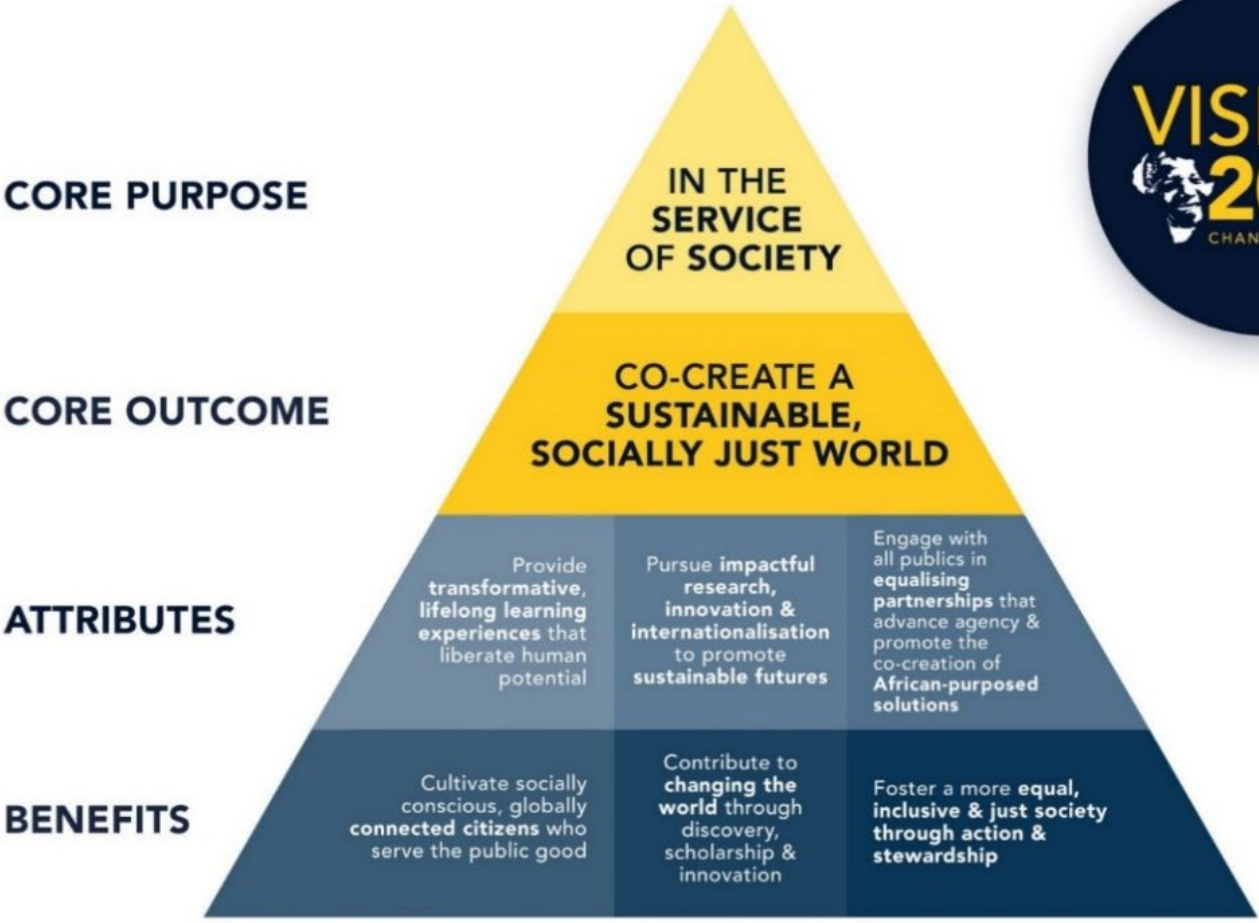 CORE PURPOSE
IN THE
SERVICE
OF SOCIETY
CORE OUTCOME
CO-CREATE A
SUSTAINABLE,
SOCIALLY JUST WORLD
ATTRIBUTES
Provide
transformative,
lifelong learning
experiences that
liberate human
potential
Pursue impactful
research,
innovation &
internationalisation
to promote
sustainable futures
Engage with
all publics in
equalising
partnerships that
advance agency &
promote the
co-creation of
African-purposed
solutions
BENEFITS
Cultivate socially
conscious, globally
connected citizens who
serve the public good
Contribute to
changing the
world through
discovery,
scholarship &
innovation
Foster a more equal,
inclusive & just society
through action &
stewardship